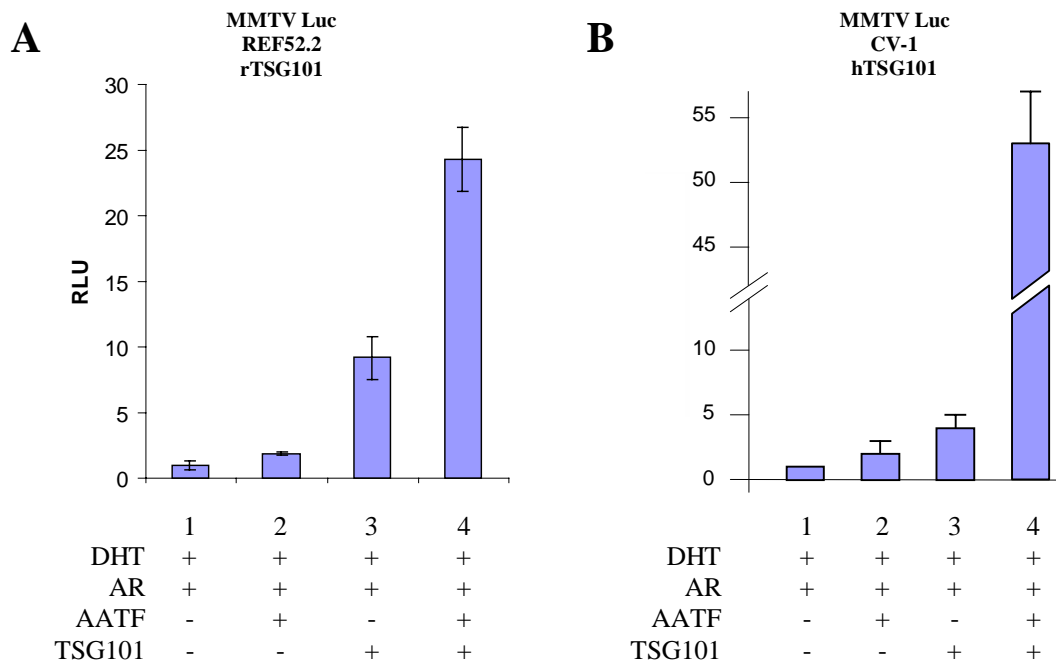 A
MMTV Luc
REF52.2
rTSG101
RLU
30
25
20
15
10
5
0
1 2 3 4
DHT + + + +
AR + + + +
AATF - + - +
TSG101 - - + +
B
MMTV Luc
CV-1
hTSG101
55
50
45
10
5
0
1 2 3 4
DHT + + + +
AR + + + +
AATF - + - +
TSG101 - - + +